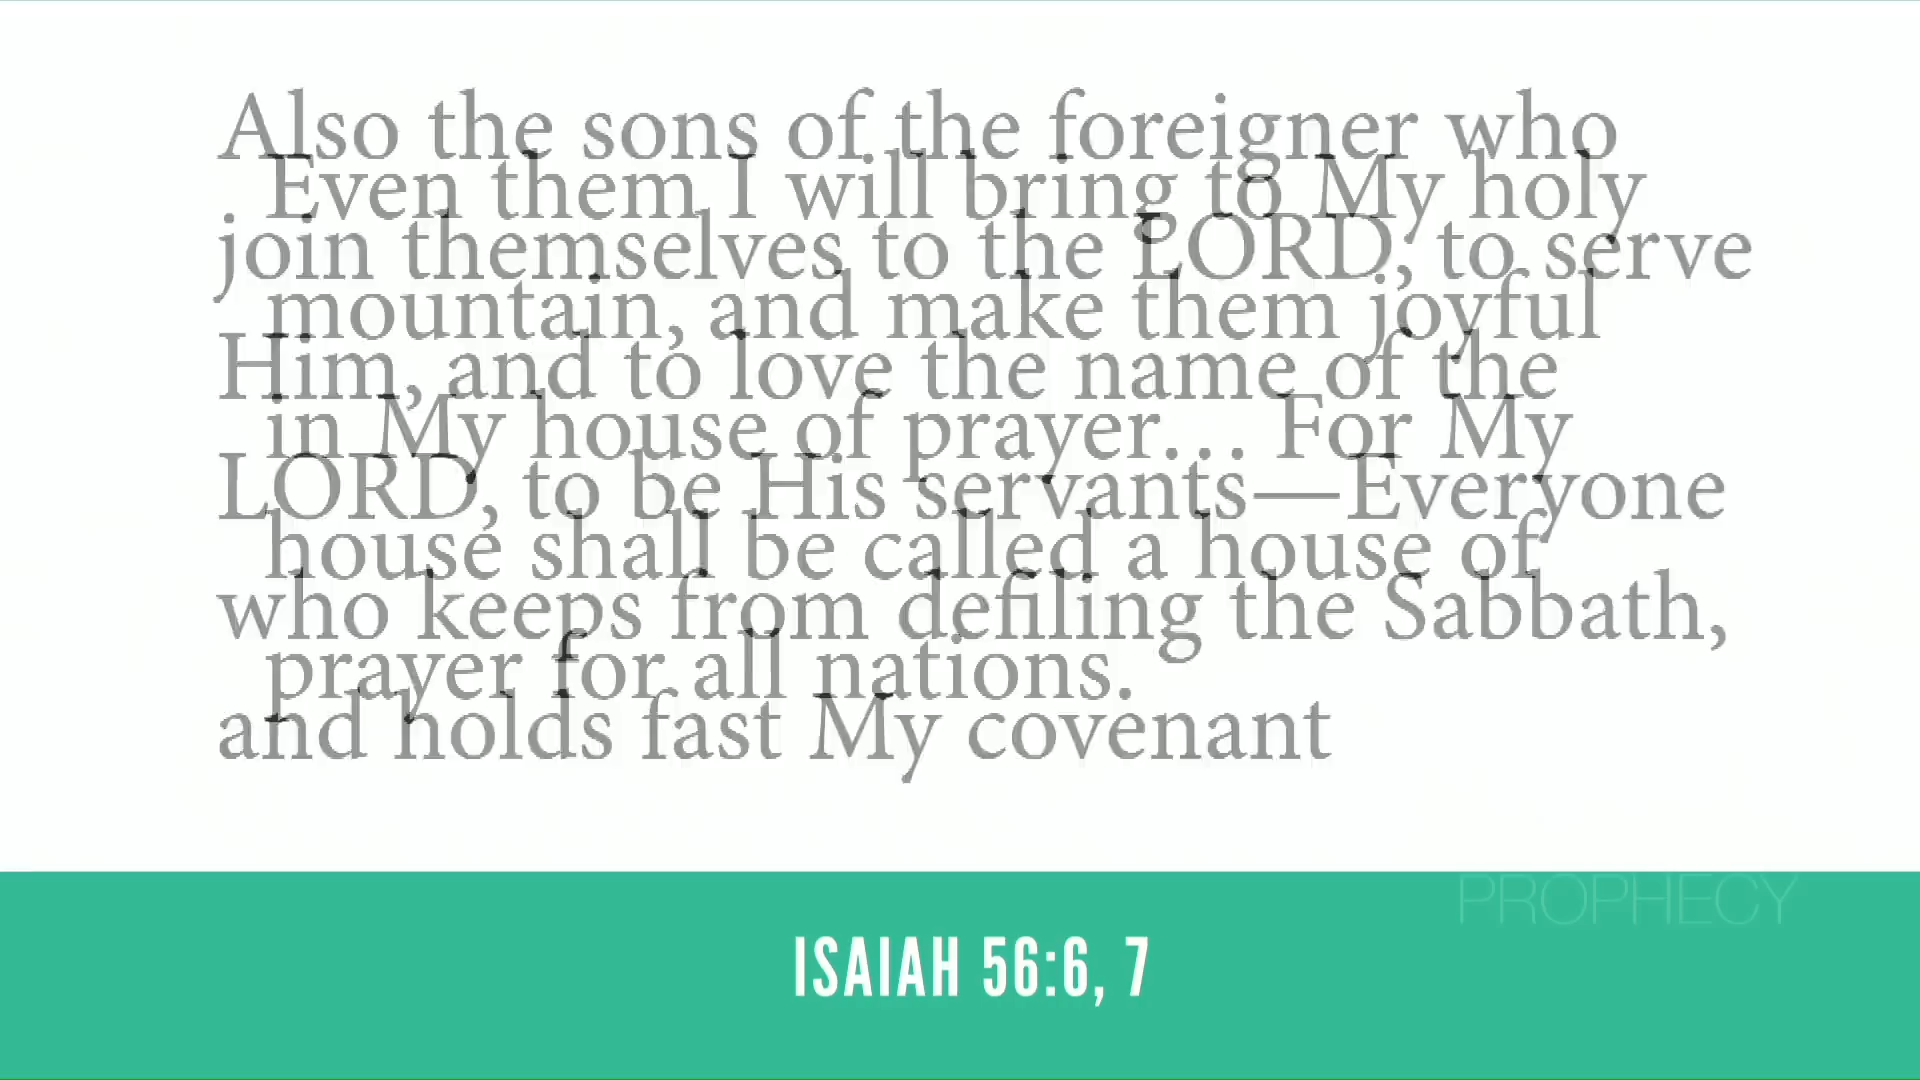 Also the sons of the foreigner who
join themselves to the LORD, to serve
Him, and to love the name of the
LORD, to be His servants—Everyone
who keeps from defiling the Sabbath,
and holds fast My covenant
Even them I will bring to My holy
mountain, and make them joyful
in My house of prayer… For My
house shall be called a house of
prayer for all nations.
PROPHECY
ISAIAH 56:6, 7